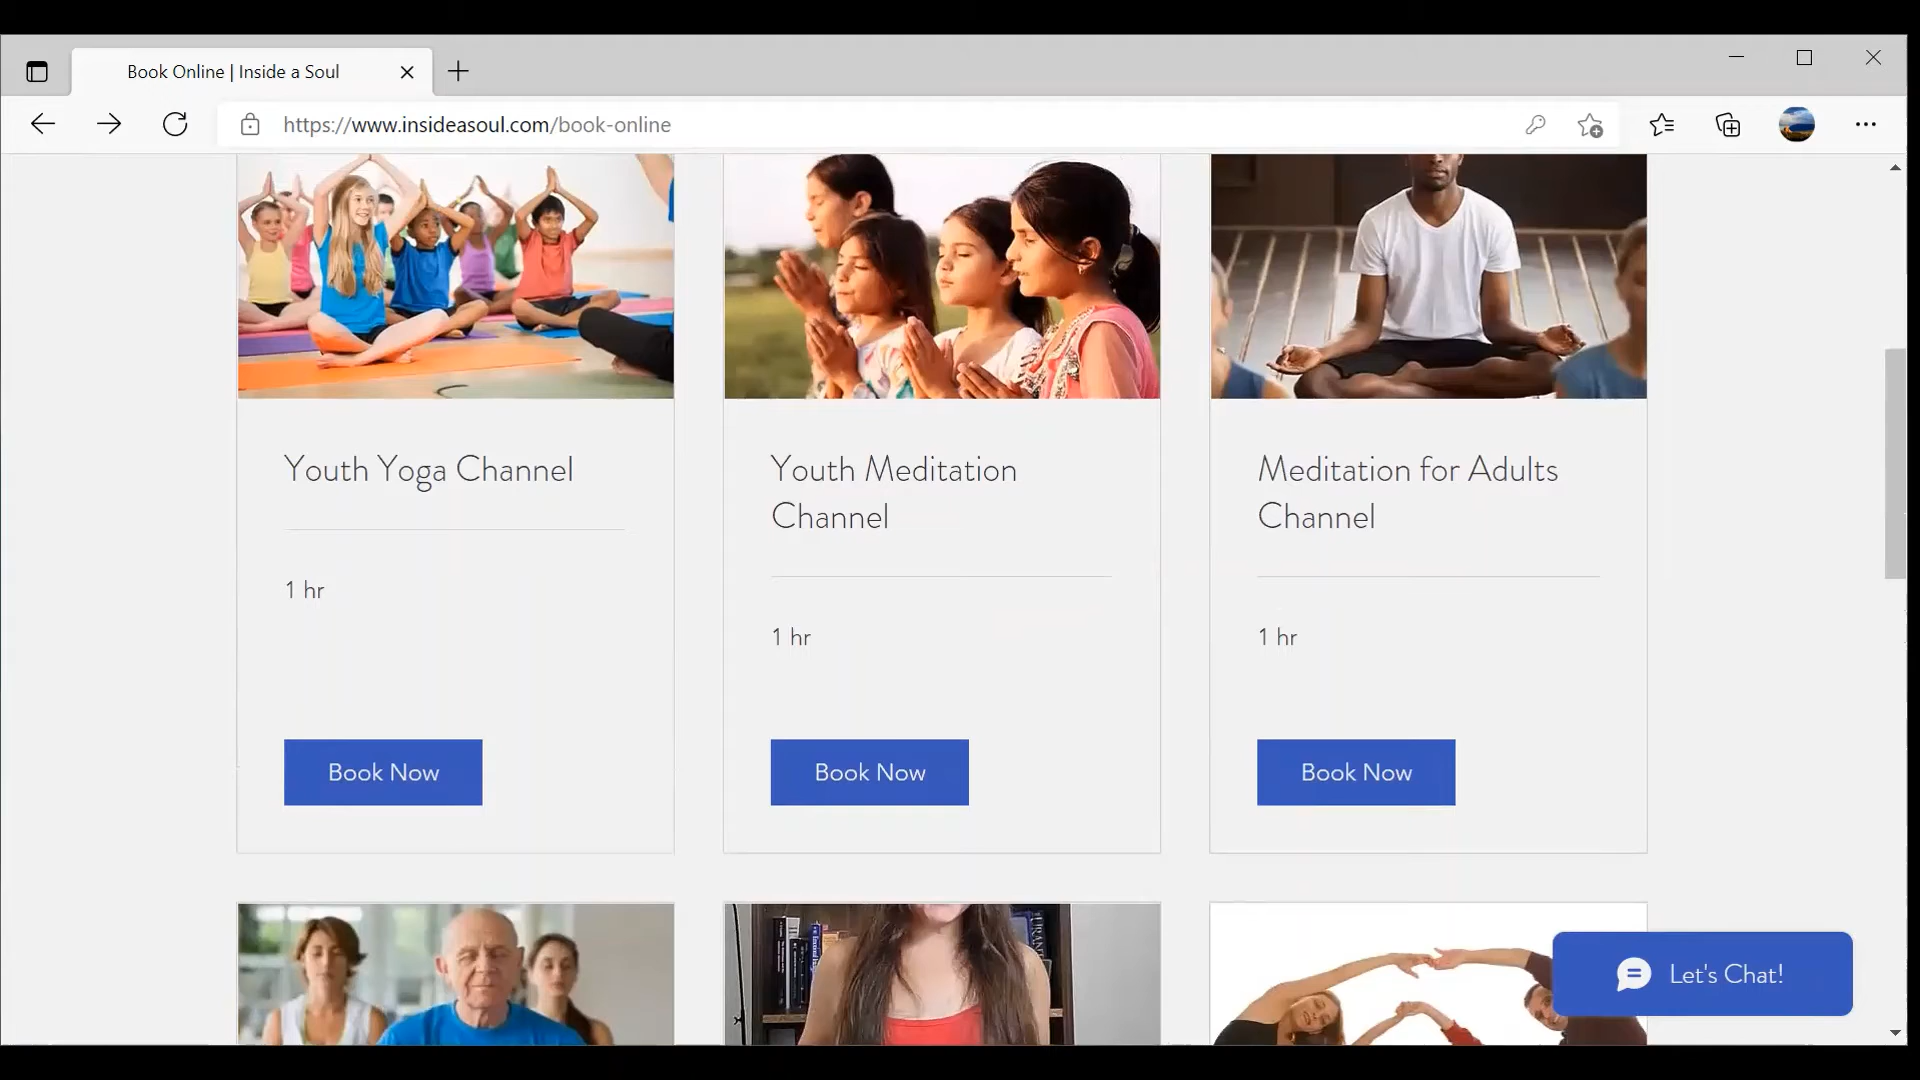 Book Online | Inside a Soul
https://www.insideasoul.com/book-online
Youth Yoga Channel
1 hr
Book Now
Youth Meditation
Channel
1 hr
Book Now
Meditation for Adults
Channel
1 hr
Book Now
Let's Chat!